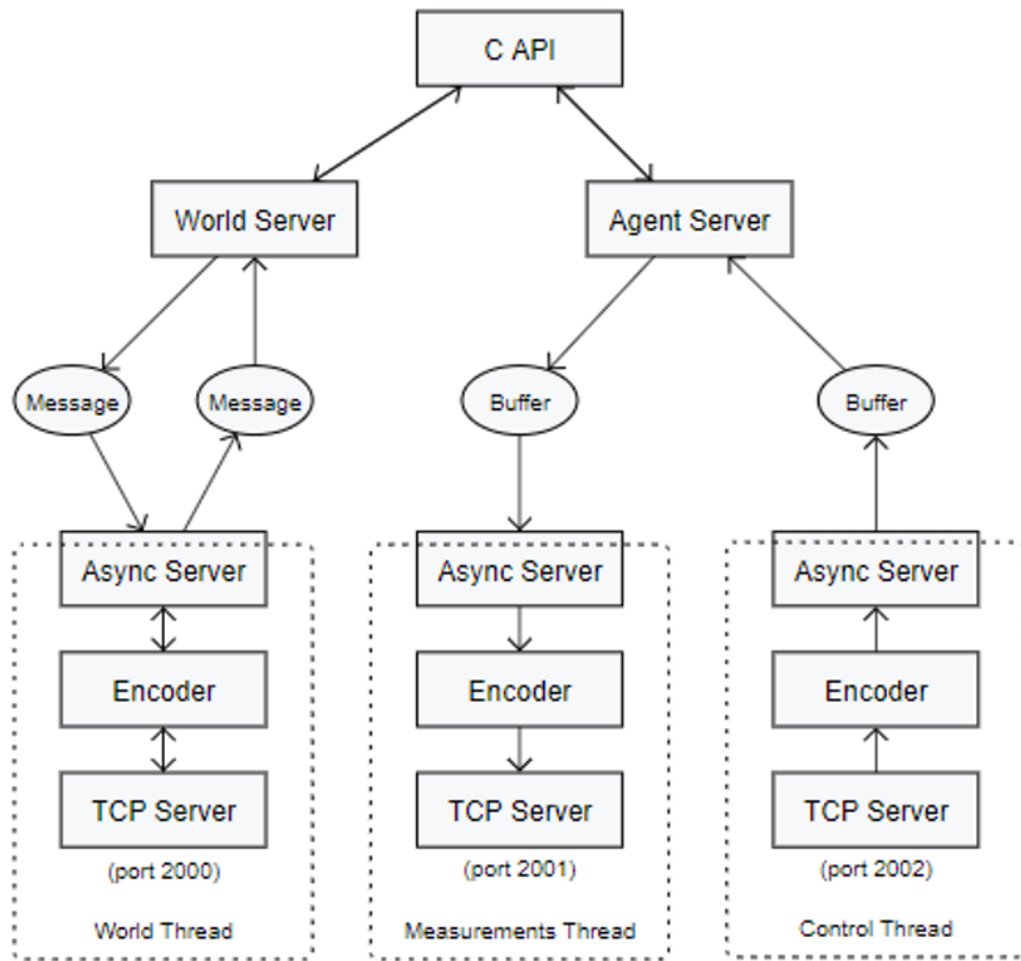 C API
World Server
Agent Server
Message
Message
Buffer
Buffer
Async Server
Async Server
Async Server
Encoder
Encoder
Encoder
TCP Server
TCP Server
TCP Server
(port 2000)
(port 2001)
(port 2002)
World Thread
Measurements Thread
Control Thread